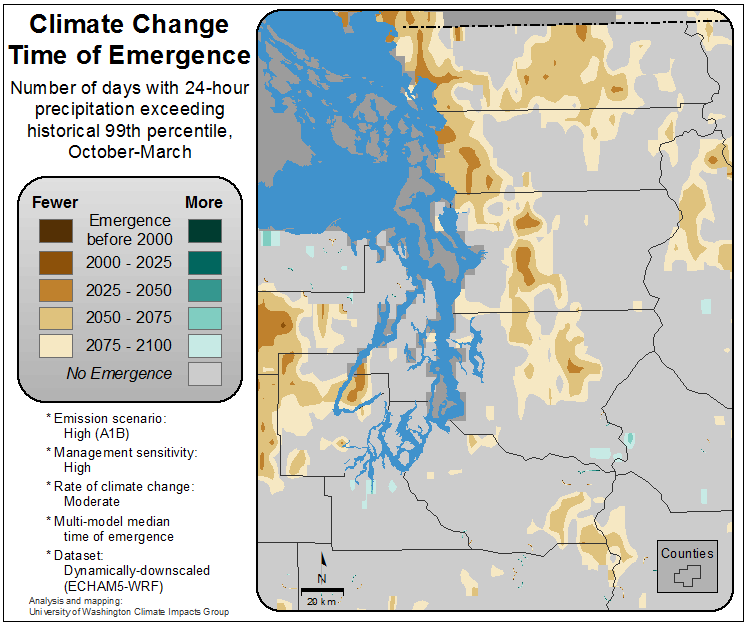 Climate Change
Time of Emergence
Number of days with 24-hour
precipitation exceeding
historical 99th percentile,
October-March
Fewer More
Emergence
before 2000
2000 - 2025
2025 - 2050
2050 - 2075
2075 - 2100
No Emergence
* Emission scenario:
High (A1B)
* Management sensitivity:
High
* Rate of climate change:
Moderate
* Multi-model median
time of emergence
* Dataset:
Dynamically-downscaled
(ECHAM5-WRF)
Analysis and mapping:
University of Washington Climate Impacts Group
N
20 km
Counties